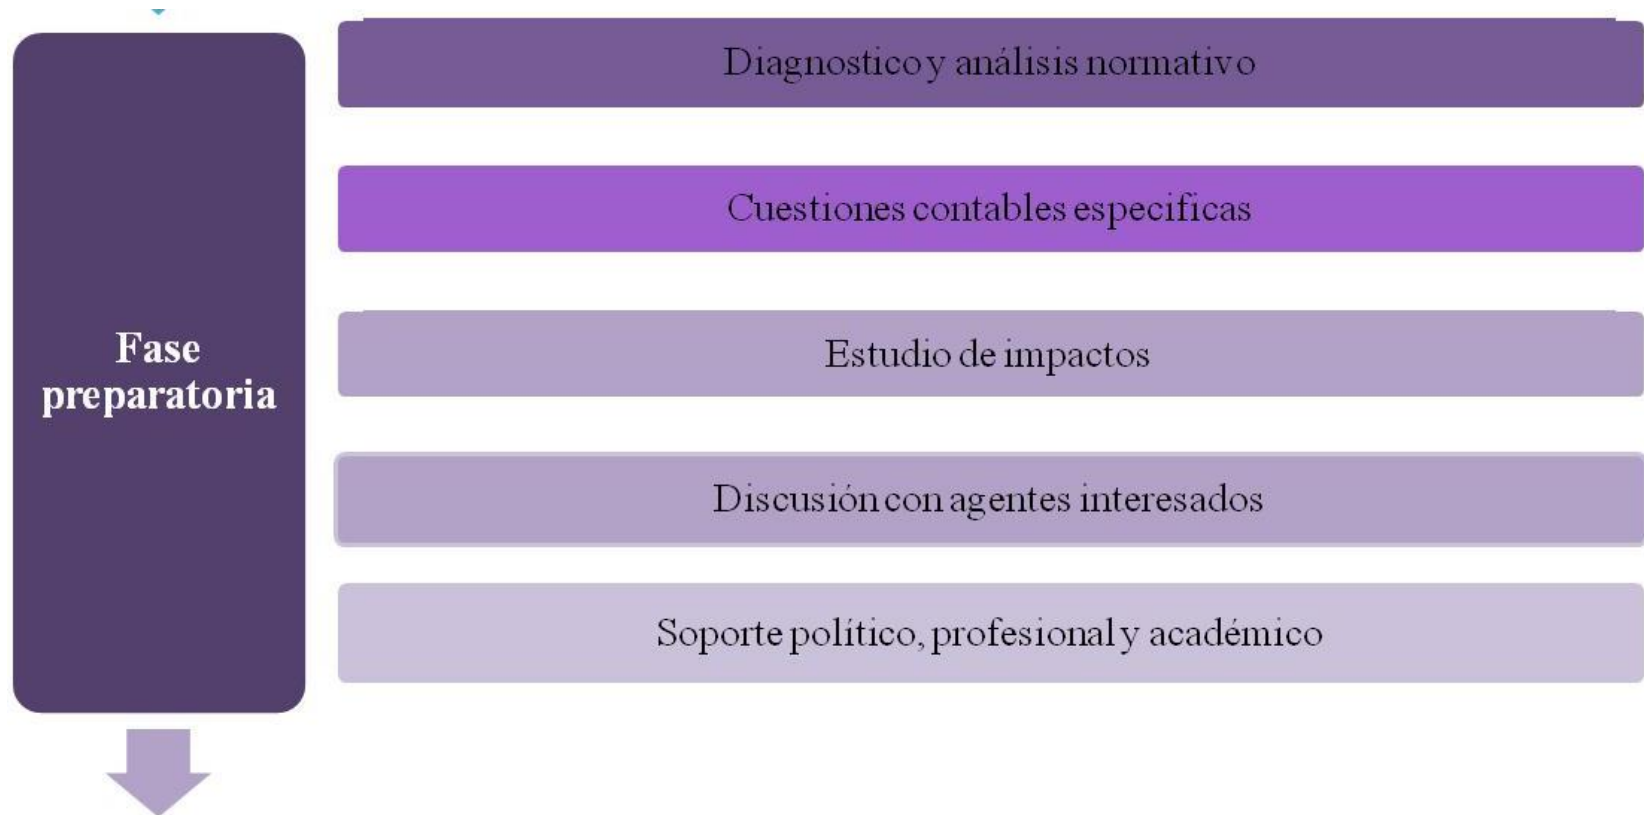 Diagnostico y análisis normativo
Cuestiones contables especificas
Fase
preparatoria
Estudio de impactos
Discusión con agentes interesados
Soporte político, profesional y académico